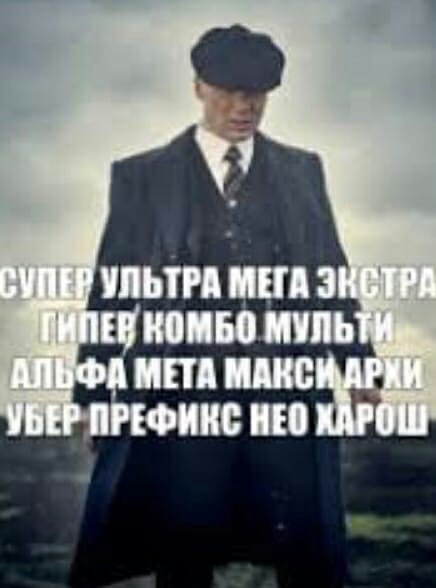 СУПЕР УЛЬТРА МЕГА ЭКСТРА
ГИПЕР КОМБО МУЛЬТИ
АЛЬФА МЕТА МАКСИ АРХИ
УБЕР ПРЕФИКС НЕО ХАРОШ